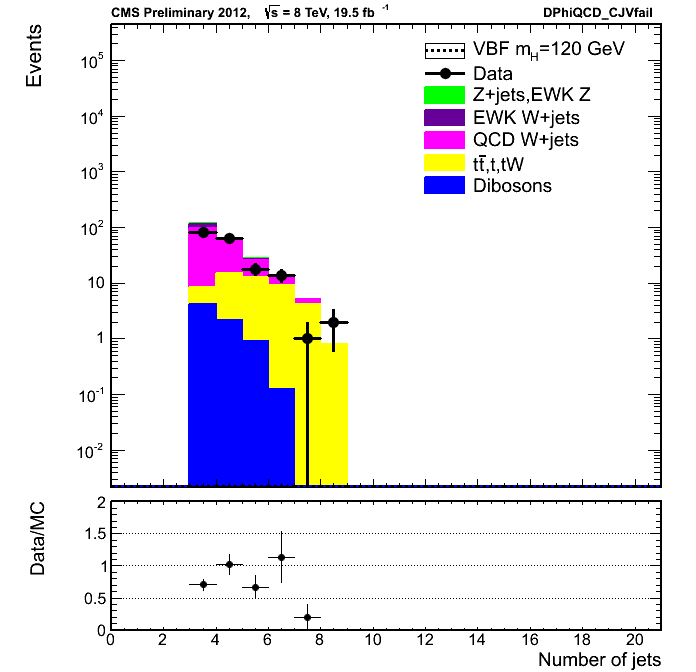 CMS Preliminary 2012, √s = 8 TeV, 19.5 fb⁻¹ DPhiQCD_CJVfail
Events
VBF m_H=120 GeV
Data
Z+jets,EWK Z
EWK W+jets
QCD W+jets
tt̄,t,tW
Dibosons
10⁵
10⁴
10³
10²
10
1
10⁻¹
10⁻²
Data/MC
2
1.5
1
0.5
0
0 2 4 6 8 10 12 14 16 18 20
Number of jets